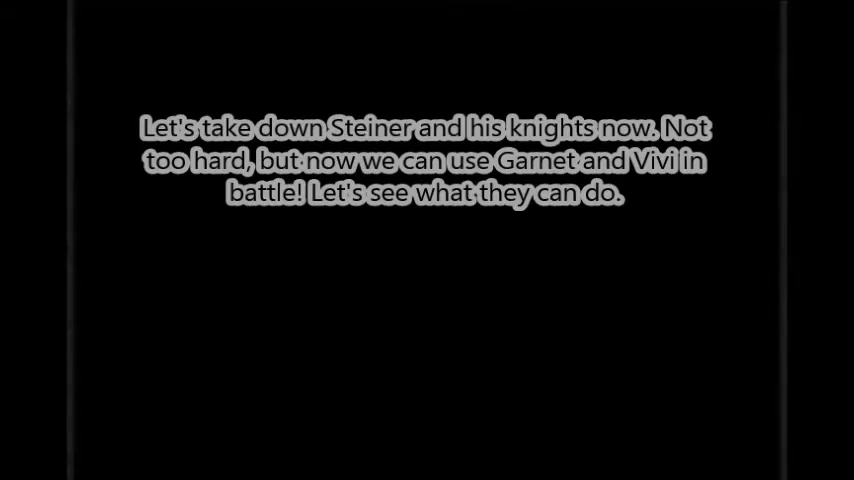 Let's take down Steiner and his knights now. Not
too hard, but now we can use Garnet and Vivi in
battle! Let's see what they can do.